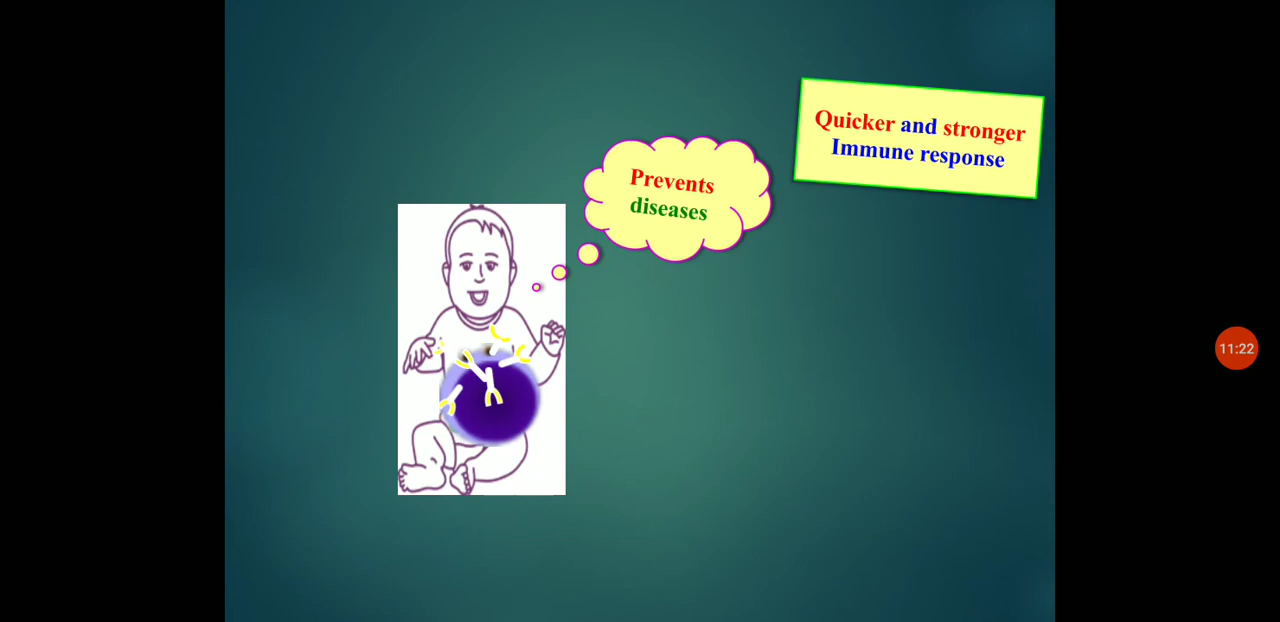 Quicker and stronger
Immune response
Prevents
diseases
11:22